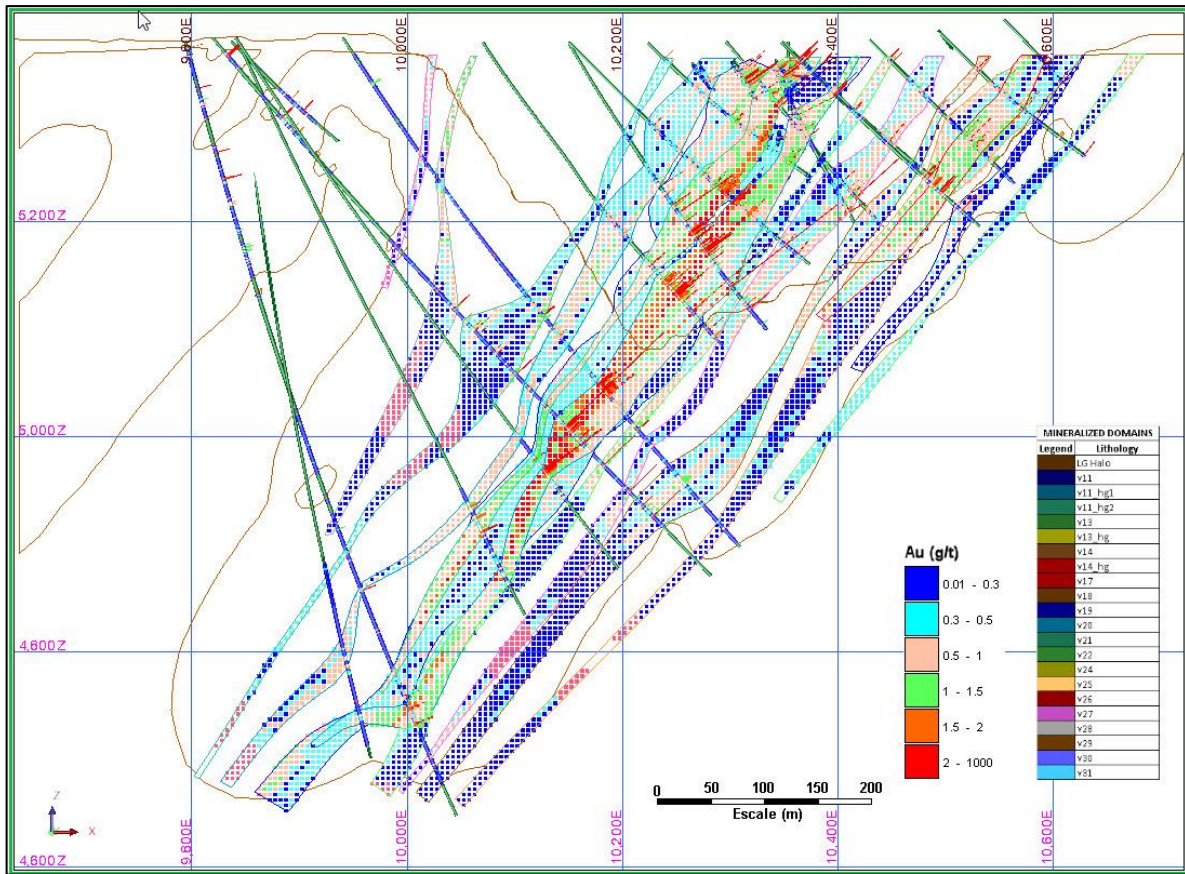 9,800E
10,000E
10,200E
10,400E
10,600E
5,200Z
5,000Z
4,800Z
4,600Z
MINERALIZED DOMAINS
Legend Lithology
LG Halo
v11
v11_hg1
v11_hg2
v13
v13_hg
v14
v14_hg
v17
v18
v19
v20
v21
v22
v24
v25
v26
v27
v28
v29
v30
v31
Au (g/t)
0.01 - 0.3
0.3 - 0.5
0.5 - 1
1 - 1.5
1.5 - 2
2 - 1000
0 50 100 150 200
Escale (m)
Z
X
9,800E
10,000E
10,200E
10,400E
10,600E